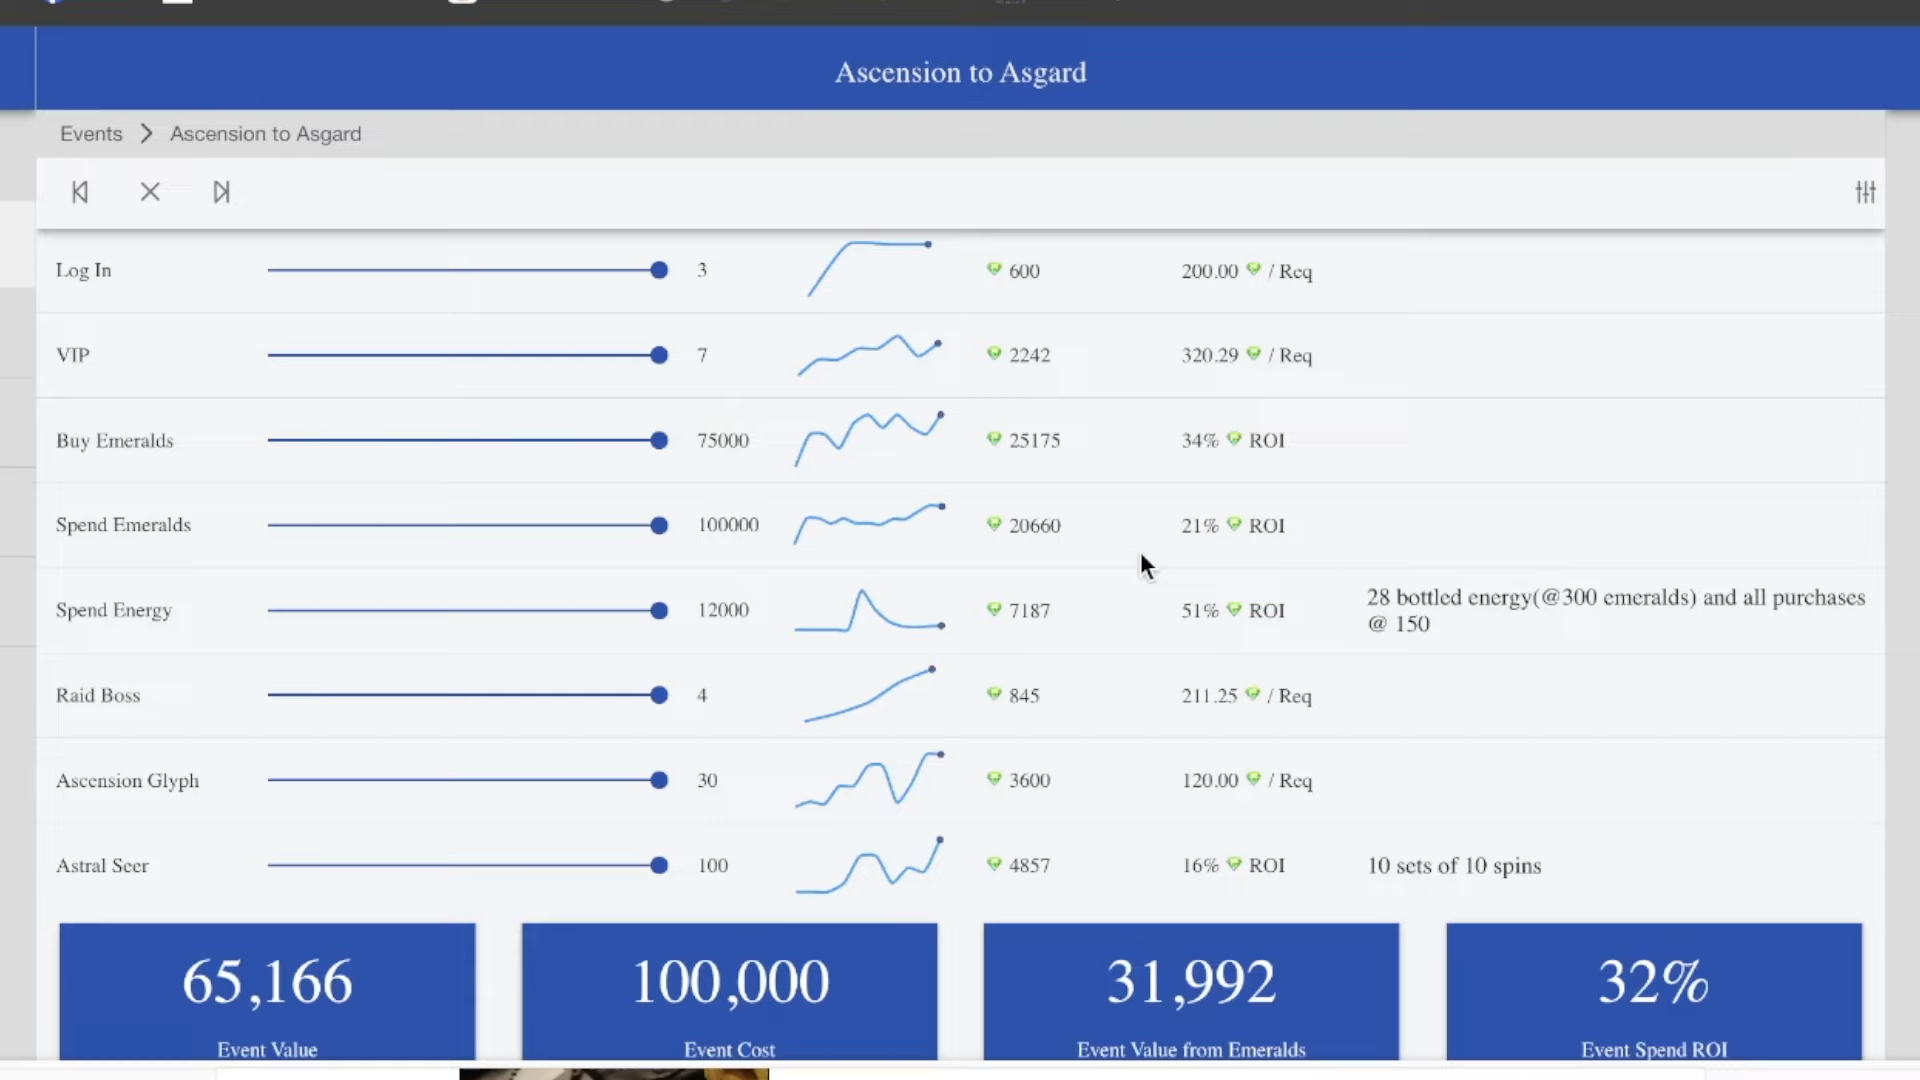 Ascension to Asgard
Events > Ascension to Asgard
Log In 3 600 200.00 / Req
VIP 7 2242 320.29 / Req
Buy Emeralds 75000 25175 34% ROI
Spend Emeralds 100000 20660 21% ROI
Spend Energy 12000 7187 51% ROI 28 bottled energy(@300 emeralds) and all purchases
@ 150
Raid Boss 4 845 211.25 / Req
Ascension Glyph 30 3600 120.00 / Req
Astral Seer 100 4857 16% ROI 10 sets of 10 spins
65,166 100,000 31,992 32%
Event Value Event Cost Event Value from Emeralds Event Spend ROI